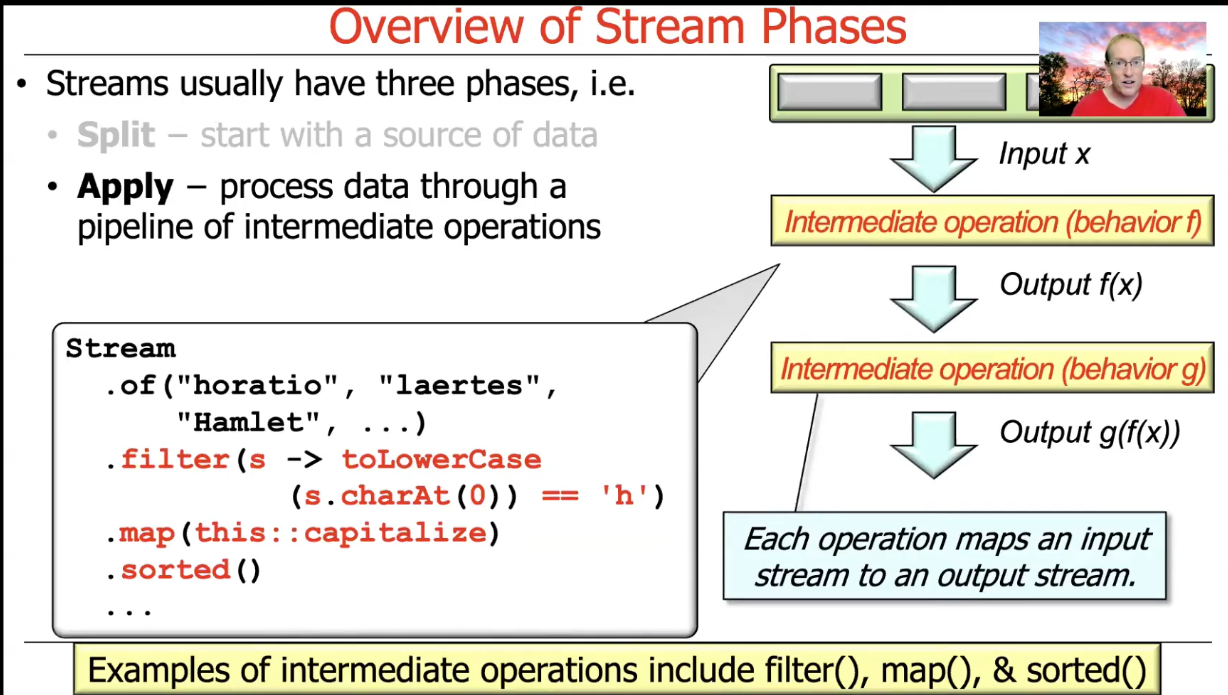 Overview of Stream Phases
• Streams usually have three phases, i.e.
• Split – start with a source of data
• Apply – process data through a
pipeline of intermediate operations
Stream
.of("horatio", "laertes",
"Hamlet", ...)
.filter(s -> toLowerCase
(s.charAt(0)) == 'h')
.map(this::capitalize)
.sorted()
...
Input x
Intermediate operation (behavior f)
Output f(x)
Intermediate operation (behavior g)
Output g(f(x))
Each operation maps an input
stream to an output stream.
Examples of intermediate operations include filter(), map(), & sorted()